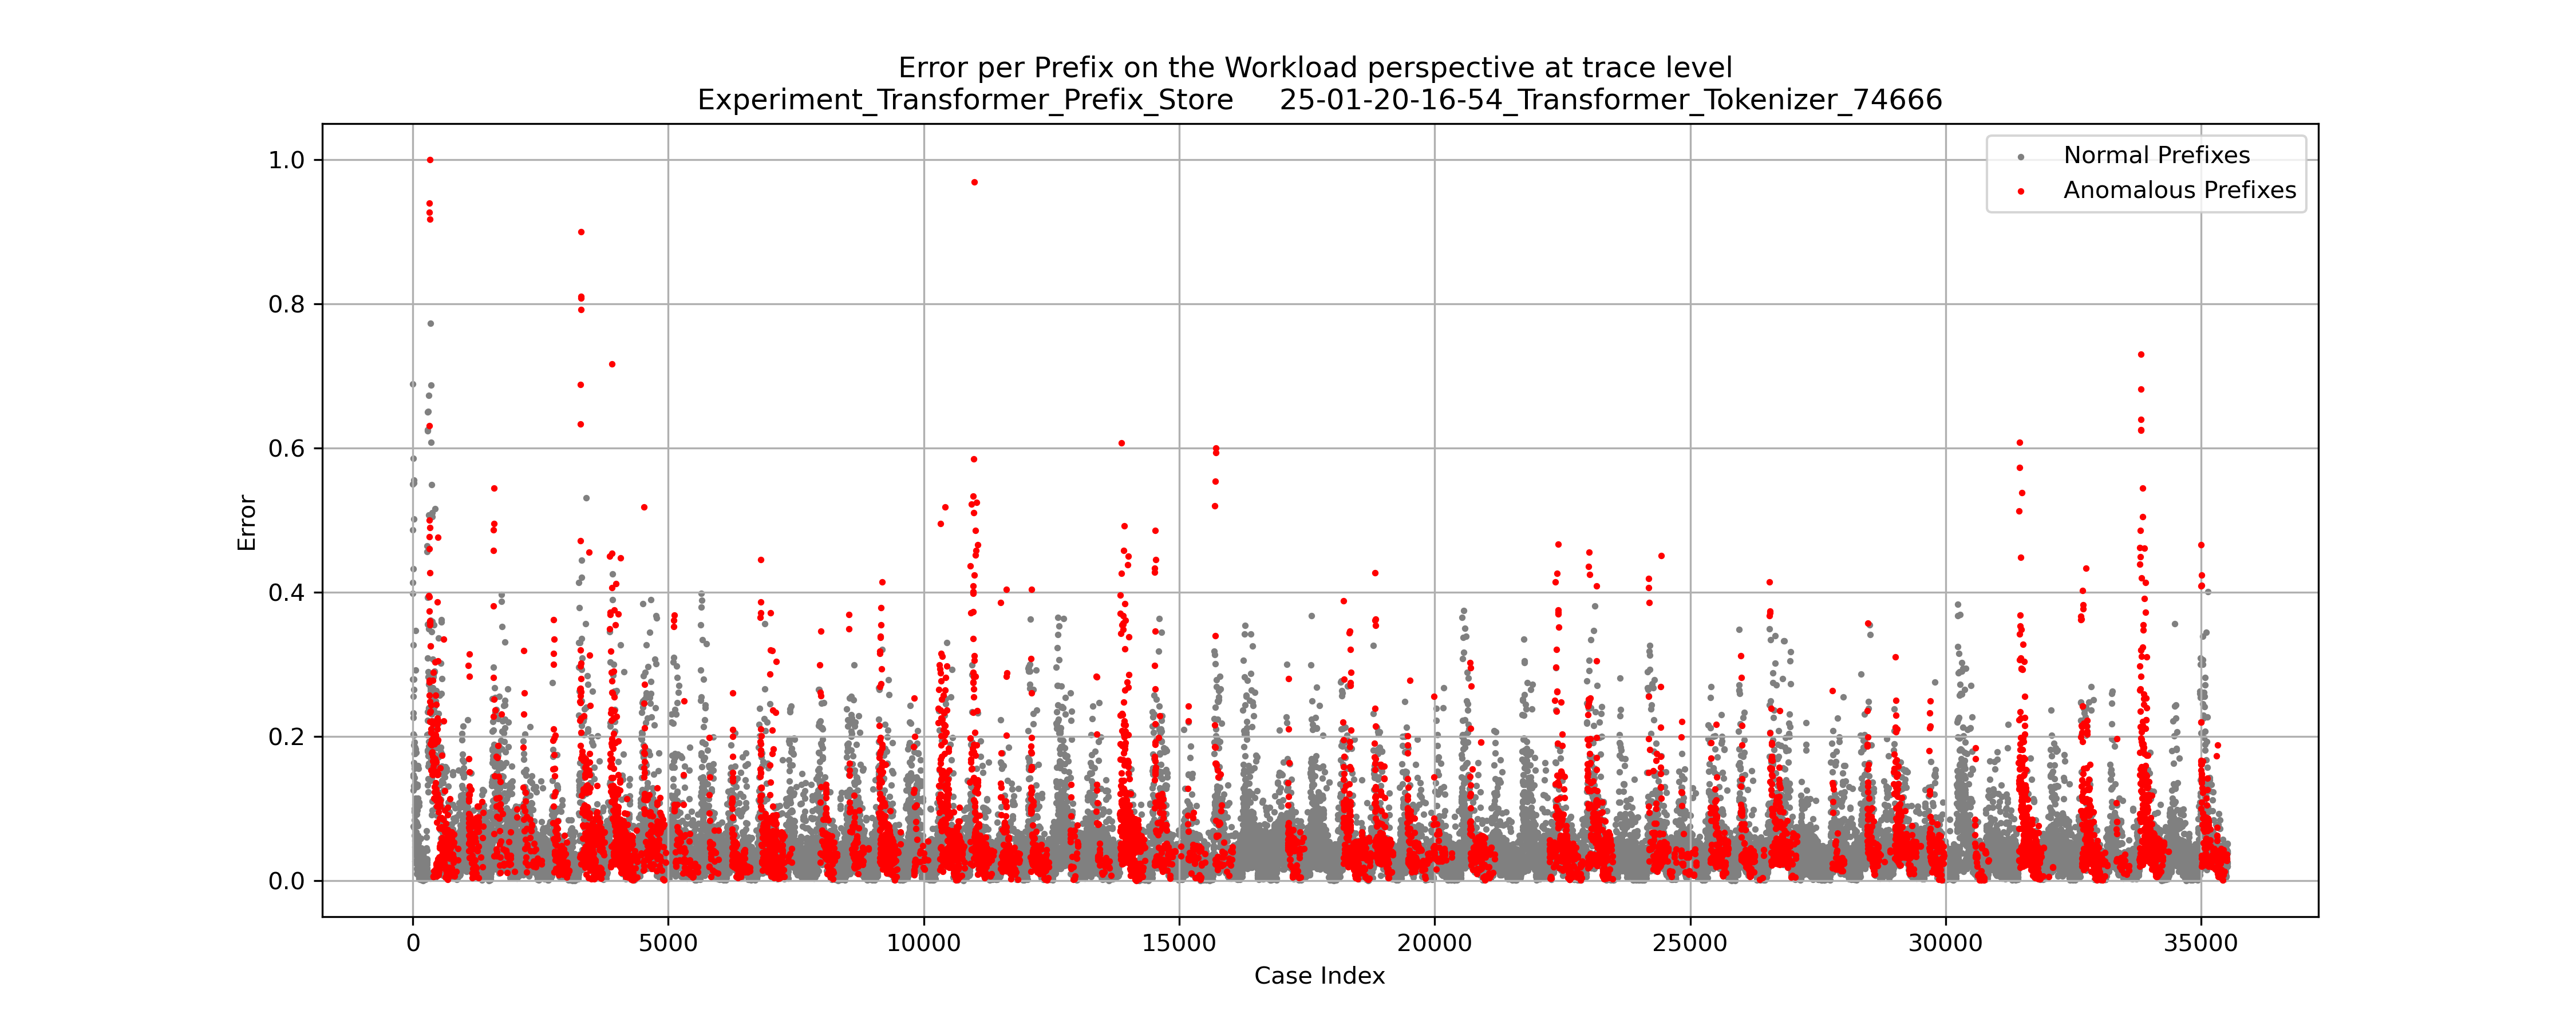 Error per Prefix on the Workload perspective at trace level
Experiment_Transformer_Prefix_Store 25-01-20-16-54_Transformer_Tokenizer_74666
Normal Prefixes
Anomalous Prefixes
1.0
0.8
0.6
0.4
0.2
0.0
Error
0 5000 10000 15000 20000 25000 30000 35000
Case Index